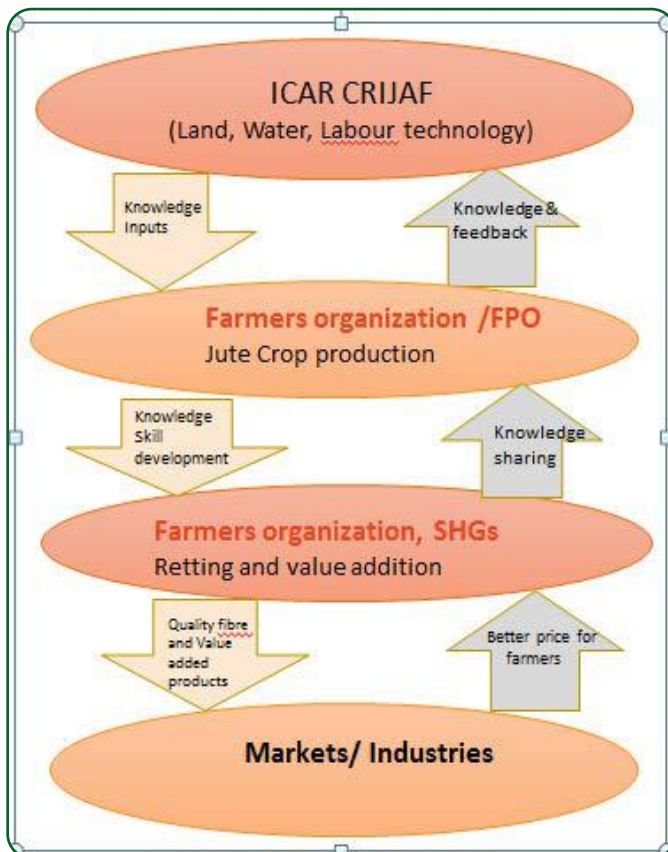 ICAR CRIJAF
(Land, Water, Labour technology)
Knowledge
Inputs
Knowledge &
feedback
Farmers organization /FPO
Jute Crop production
Knowledge
Skill
development
Knowledge
sharing
Farmers organization, SHGs
Retting and value addition
Quality fibre
and Value
added
products
Better price for
farmers
Markets/ Industries